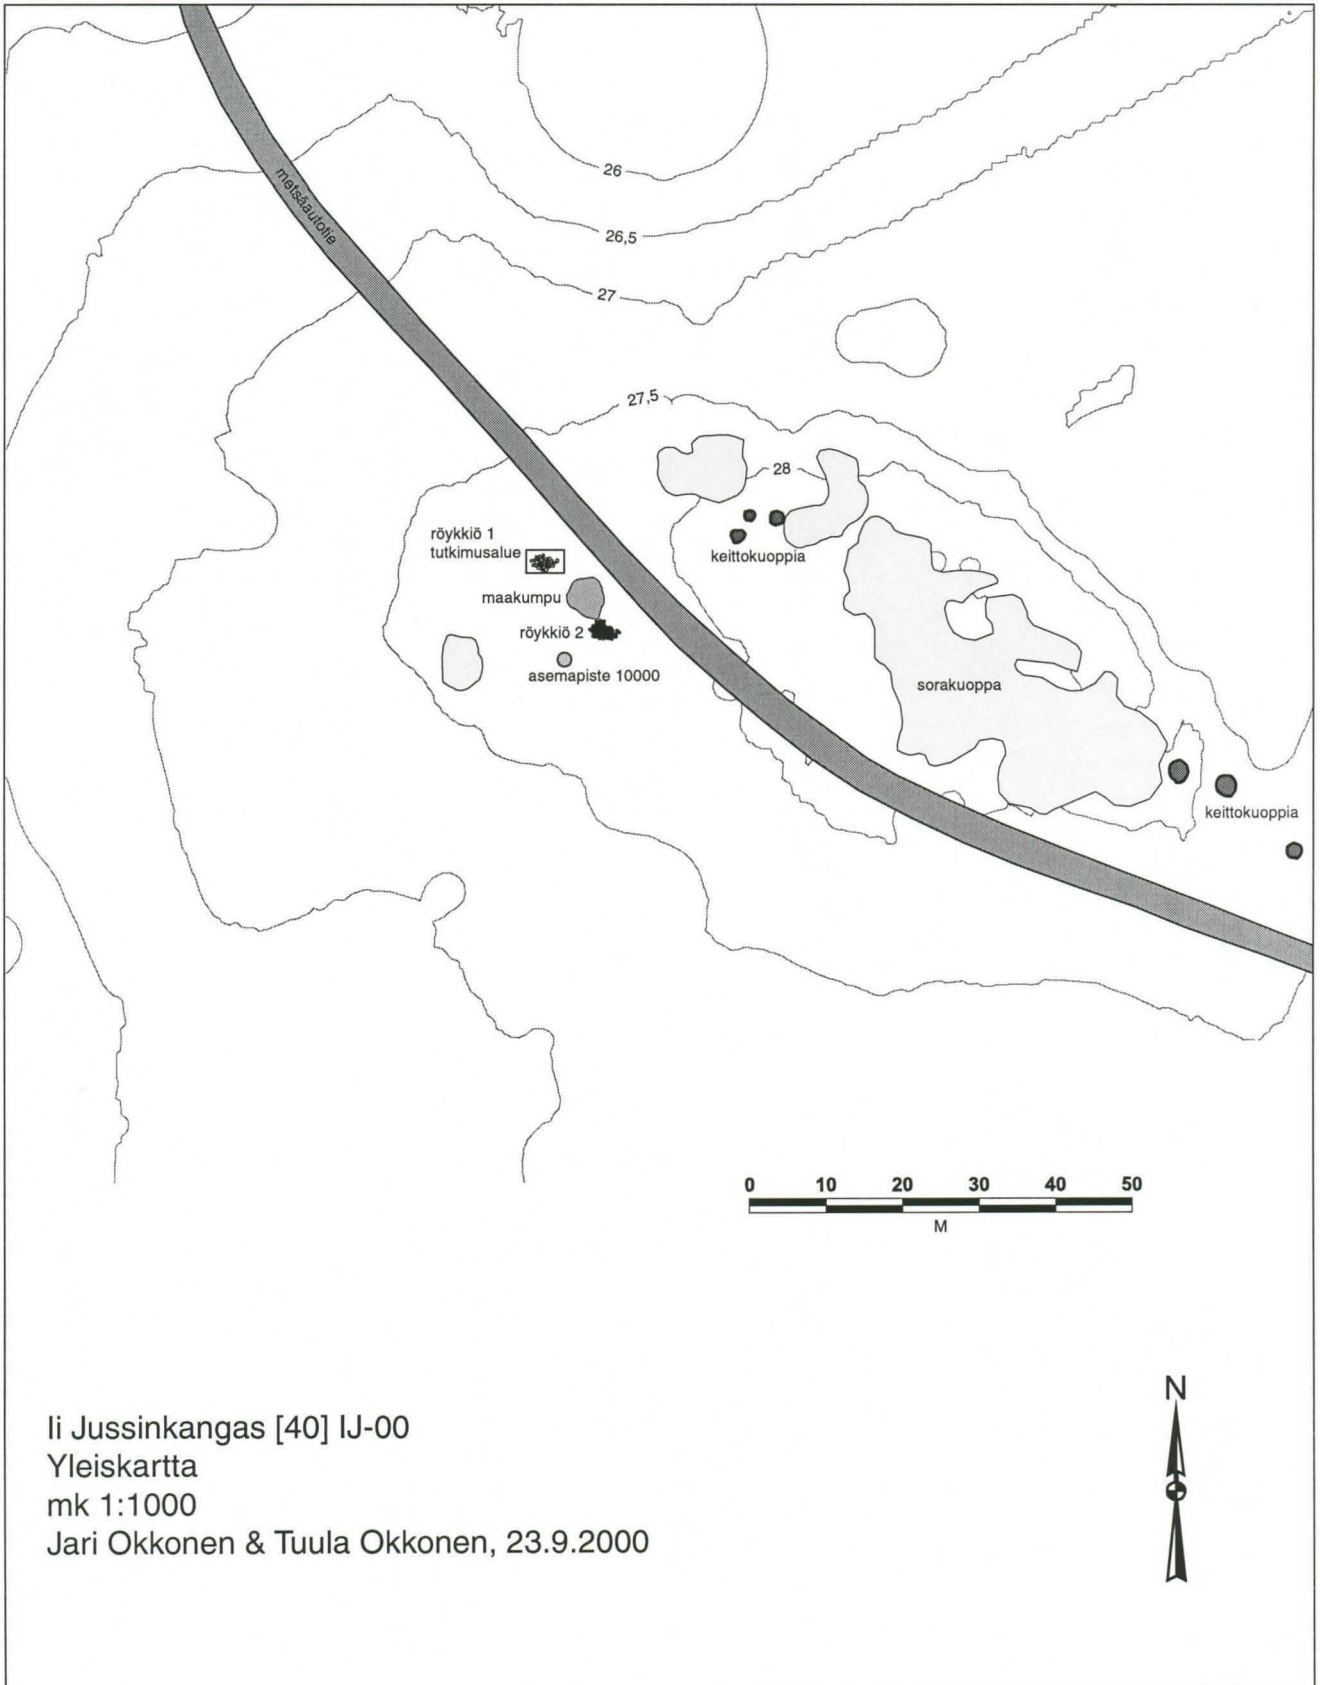 26
metsäautotie
26,5
27
27,5
28
röykkiö 1
tutkimusalue
keittokuoppia
maakumpu
röykkiö 2
asemapiste 10000
sorakuoppa
keittokuoppia
0 10 20 30 40 50
M
N
Ii Jussinkangas [40] IJ-00
Yleiskartta
mk 1:1000
Jari Okkonen & Tuula Okkonen, 23.9.2000